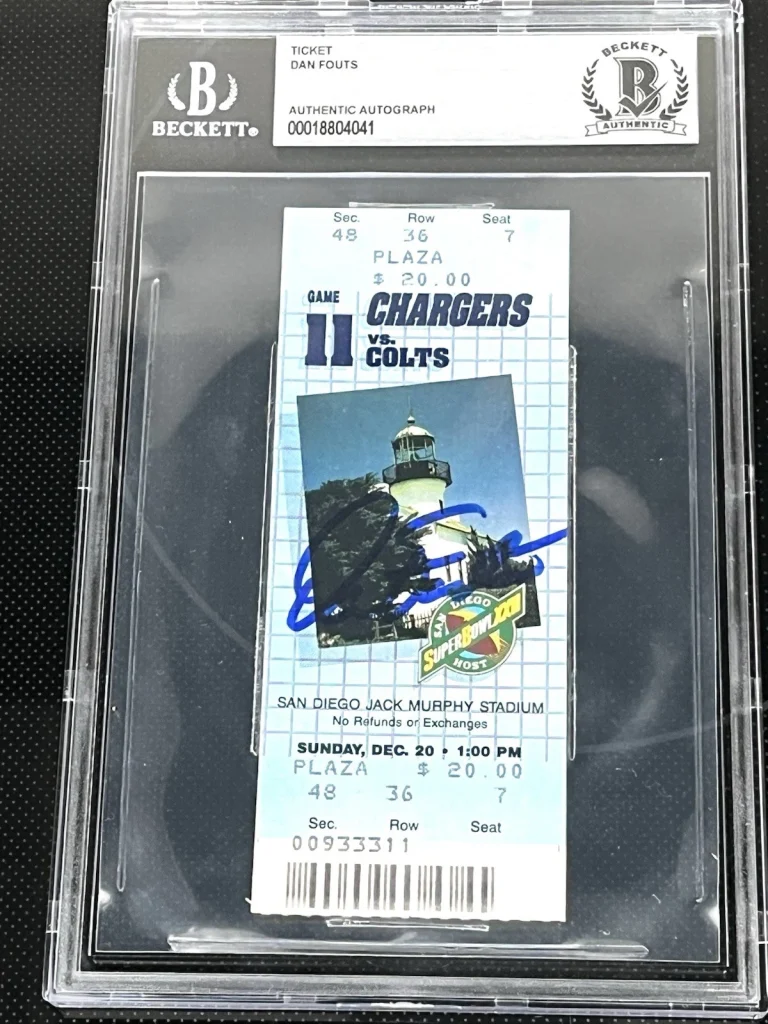 B
BECKETT®
TICKET
DAN FOUTS
AUTHENTIC AUTOGRAPH
00018804041
BECKETT
B
AUTHENTIC
Sec. Row Seat
48 36 7
PLAZA
$ 20.00
GAME
11
CHARGERS
vs.
COLTS
SAN DIEGO
SUPER BOWL XXII
HOST
SAN DIEGO JACK MURPHY STADIUM
No Refunds or Exchanges
SUNDAY, DEC. 20 • 1:00 PM
PLAZA $ 20.00
48 36 7
Sec. Row Seat
00933311